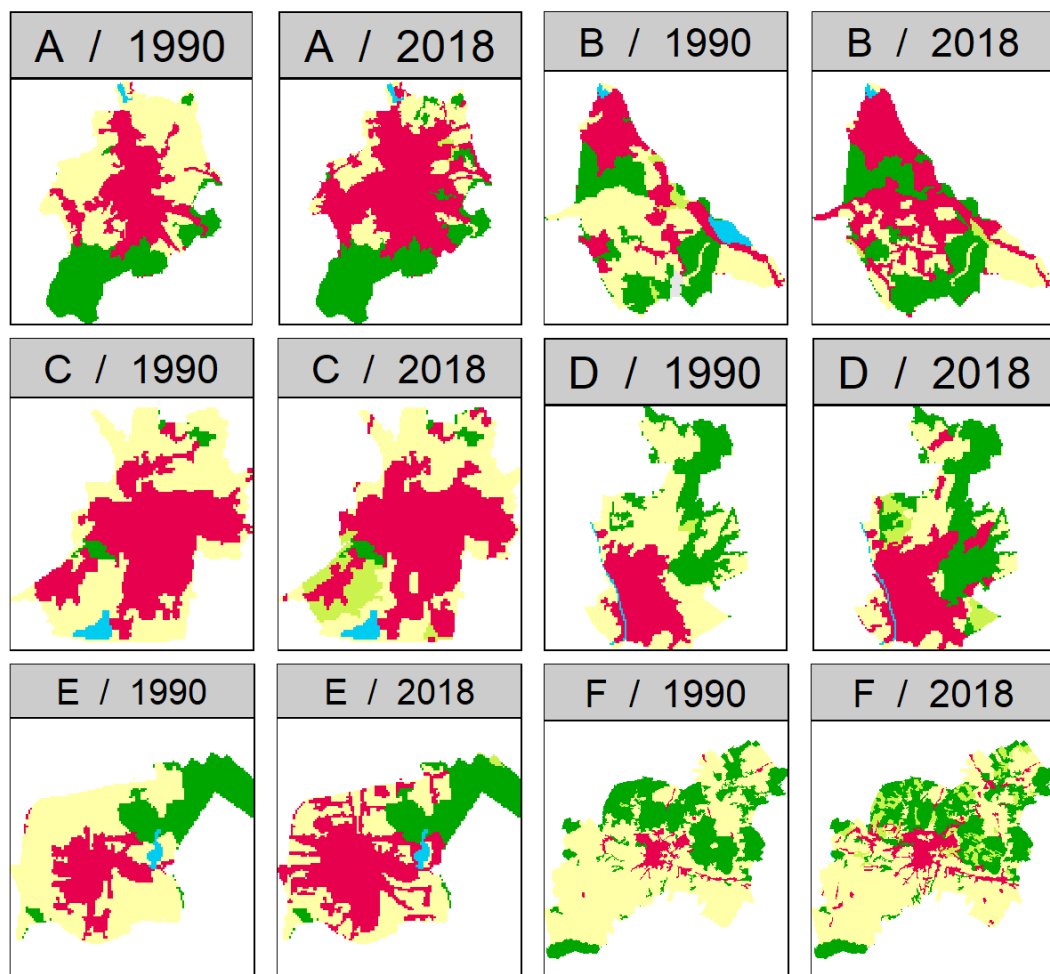 A / 1990
A / 2018
B / 1990
B / 2018
C / 1990
C / 2018
D / 1990
D / 2018
E / 1990
E / 2018
F / 1990
F / 2018